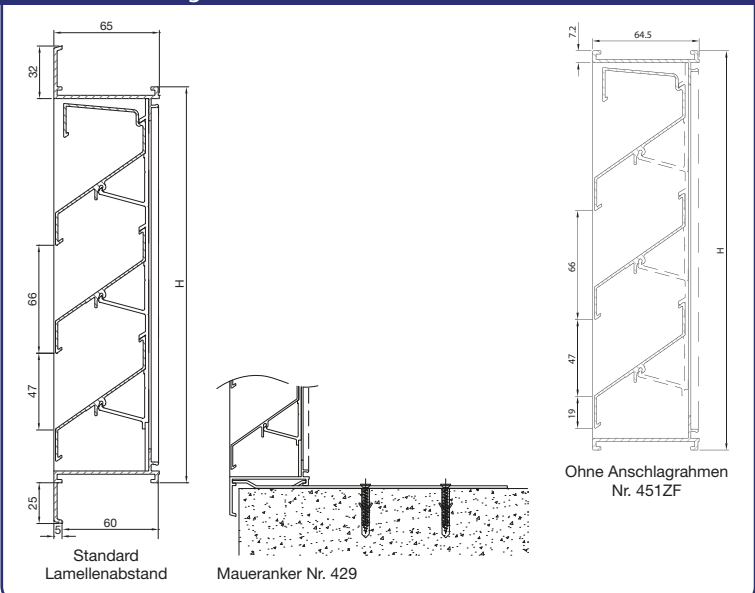 65
32
H
66
47
25
5
60
Standard
Lamellenabstand
Maueranker Nr. 429
7.2
64.5
66
H
47
19
Ohne Anschlagrahmen
Nr. 451ZF